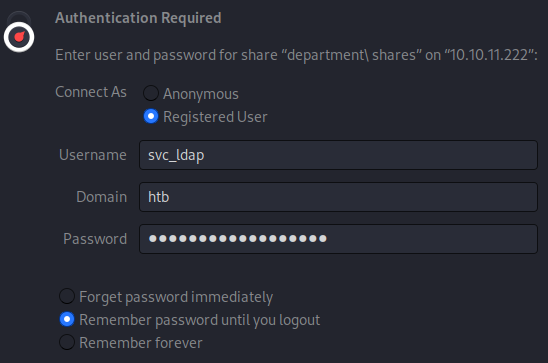 Authentication Required
Enter user and password for share “department\ shares” on “10.10.11.222”:
Connect As
Anonymous
Registered User
Username svc_ldap
Domain htb
Password ●●●●●●●●●●●●●●●●●●
Forget password immediately
Remember password until you logout
Remember forever